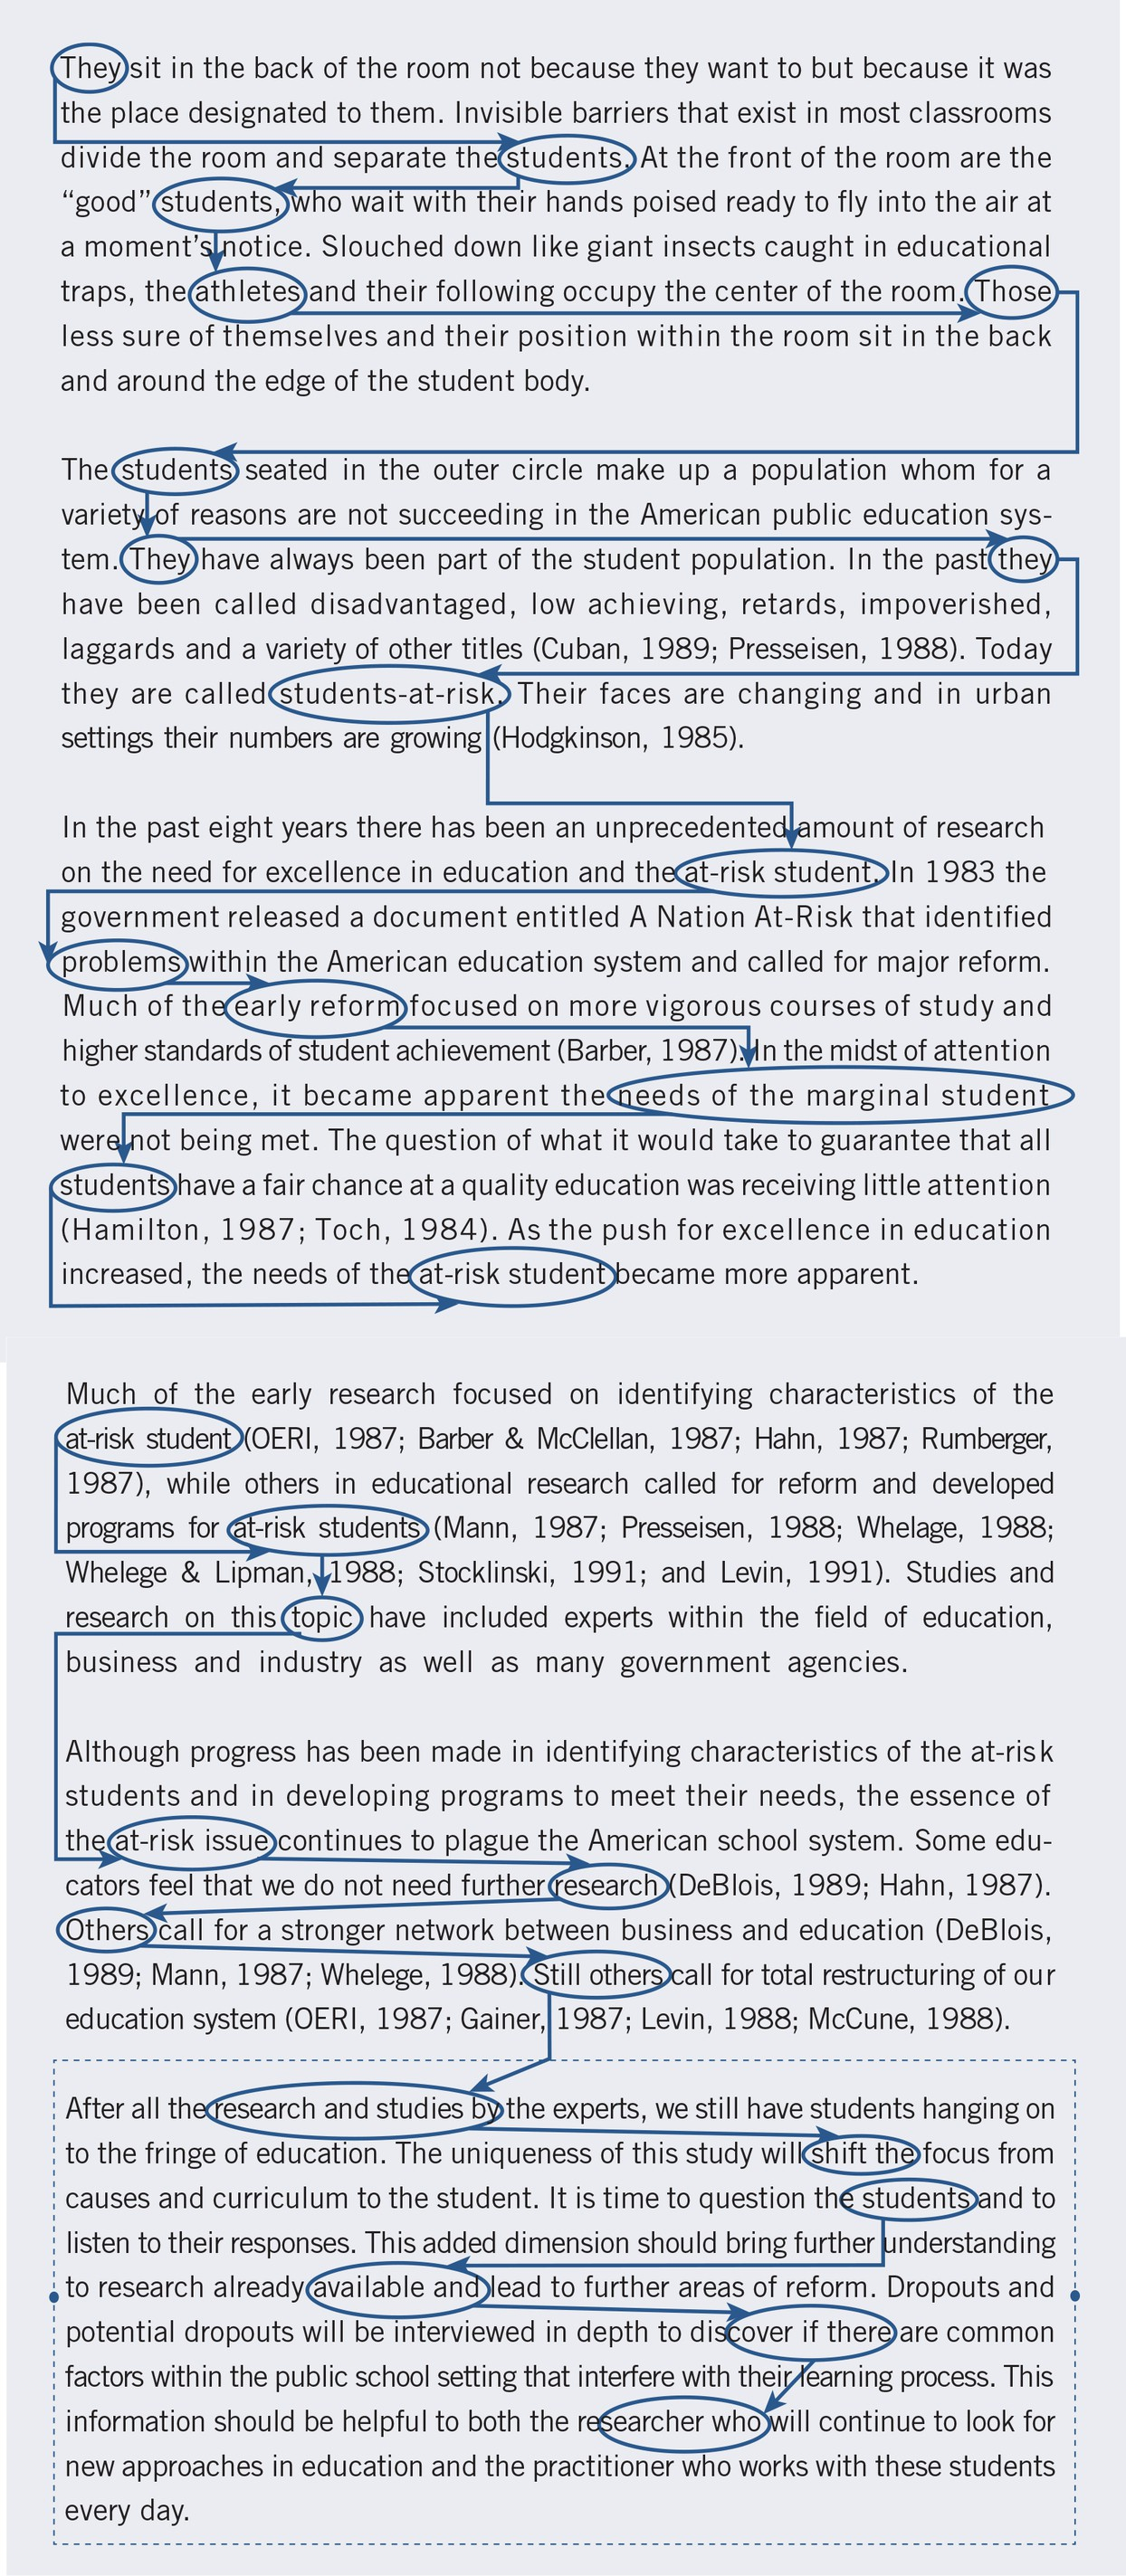 They sit in the back of the room not because they want to but because it was
the place designated to them. Invisible barriers that exist in most classrooms
divide the room and separate the students. At the front of the room are the
“good” students, who wait with their hands poised ready to fly into the air at
a moment’s notice. Slouched down like giant insects caught in educational
traps, the athletes and their following occupy the center of the room. Those
less sure of themselves and their position within the room sit in the back
and around the edge of the student body.
The students seated in the outer circle make up a population whom for a
variety of reasons are not succeeding in the American public education sys-
tem. They have always been part of the student population. In the past they
have been called disadvantaged, low achieving, retards, impoverished,
laggards and a variety of other titles (Cuban, 1989; Presseisen, 1988). Today
they are called students-at-risk. Their faces are changing and in urban
settings their numbers are growing (Hodgkinson, 1985).
In the past eight years there has been an unprecedented amount of research
on the need for excellence in education and the at-risk student. In 1983 the
government released a document entitled A Nation At-Risk that identified
problems within the American education system and called for major reform.
Much of the early reform focused on more vigorous courses of study and
higher standards of student achievement (Barber, 1987). In the midst of attention
to excellence, it became apparent the needs of the marginal student
were not being met. The question of what it would take to guarantee that all
students have a fair chance at a quality education was receiving little attention
(Hamilton, 1987; Toch, 1984). As the push for excellence in education
increased, the needs of the at-risk student became more apparent.
Much of the early research focused on identifying characteristics of the
at-risk student (OERI, 1987; Barber & McClellan, 1987; Hahn, 1987; Rumberger,
1987), while others in educational research called for reform and developed
programs for at-risk students (Mann, 1987; Presseisen, 1988; Whelage, 1988;
Whelege & Lipman, 1988; Stocklinski, 1991; and Levin, 1991). Studies and
research on this topic have included experts within the field of education,
business and industry as well as many government agencies.
Although progress has been made in identifying characteristics of the at-risk
students and in developing programs to meet their needs, the essence of
the at-risk issue continues to plague the American school system. Some edu-
cators feel that we do not need further research (DeBlois, 1989; Hahn, 1987).
Others call for a stronger network between business and education (DeBlois,
1989; Mann, 1987; Whelege, 1988). Still others call for total restructuring of our
education system (OERI, 1987; Gainer, 1987; Levin, 1988; McCune, 1988).
After all the research and studies by the experts, we still have students hanging on
to the fringe of education. The uniqueness of this study will shift the focus from
causes and curriculum to the student. It is time to question the students and to
listen to their responses. This added dimension should bring further understanding
to research already available and lead to further areas of reform. Dropouts and
potential dropouts will be interviewed in depth to discover if there are common
factors within the public school setting that interfere with their learning process. This
information should be helpful to both the researcher who will continue to look for
new approaches in education and the practitioner who works with these students
every day.